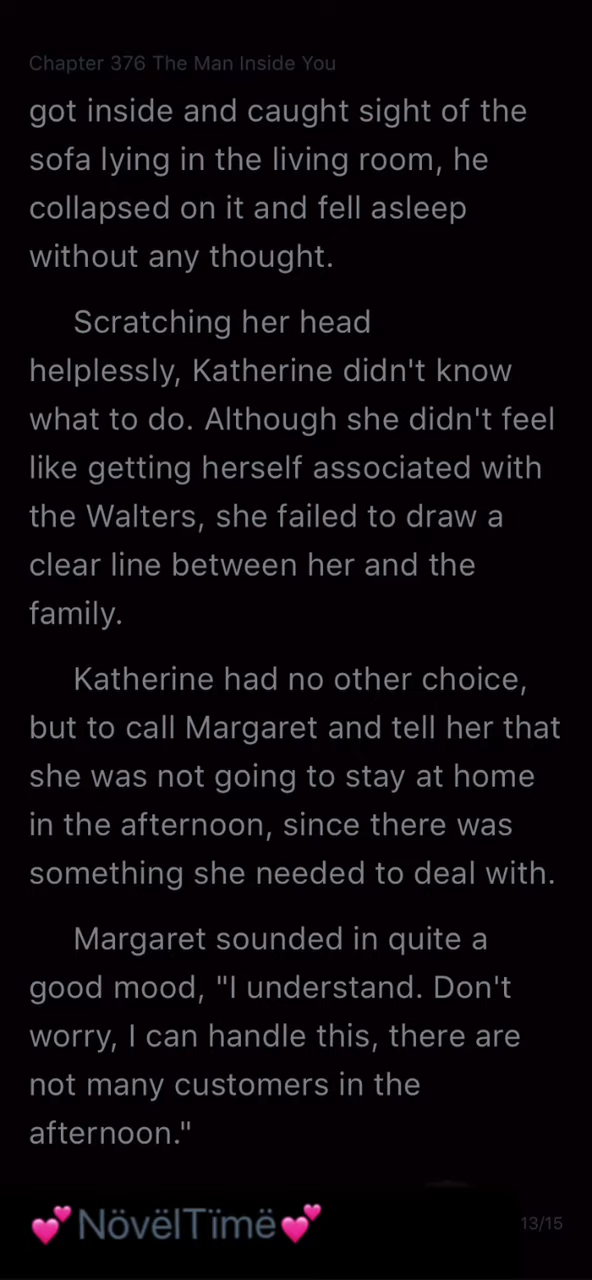 Chapter 376 The Man Inside You
got inside and caught sight of the
sofa lying in the living room, he
collapsed on it and fell asleep
without any thought.
Scratching her head
helplessly, Katherine didn't know
what to do. Although she didn't feel
like getting herself associated with
the Walters, she failed to draw a
clear line between her and the
family.
Katherine had no other choice,
but to call Margaret and tell her that
she was not going to stay at home
in the afternoon, since there was
something she needed to deal with.
Margaret sounded in quite a
good mood, "I understand. Don't
worry, I can handle this, there are
not many customers in the
afternoon."
💕NövëlTïmë💕
13/15